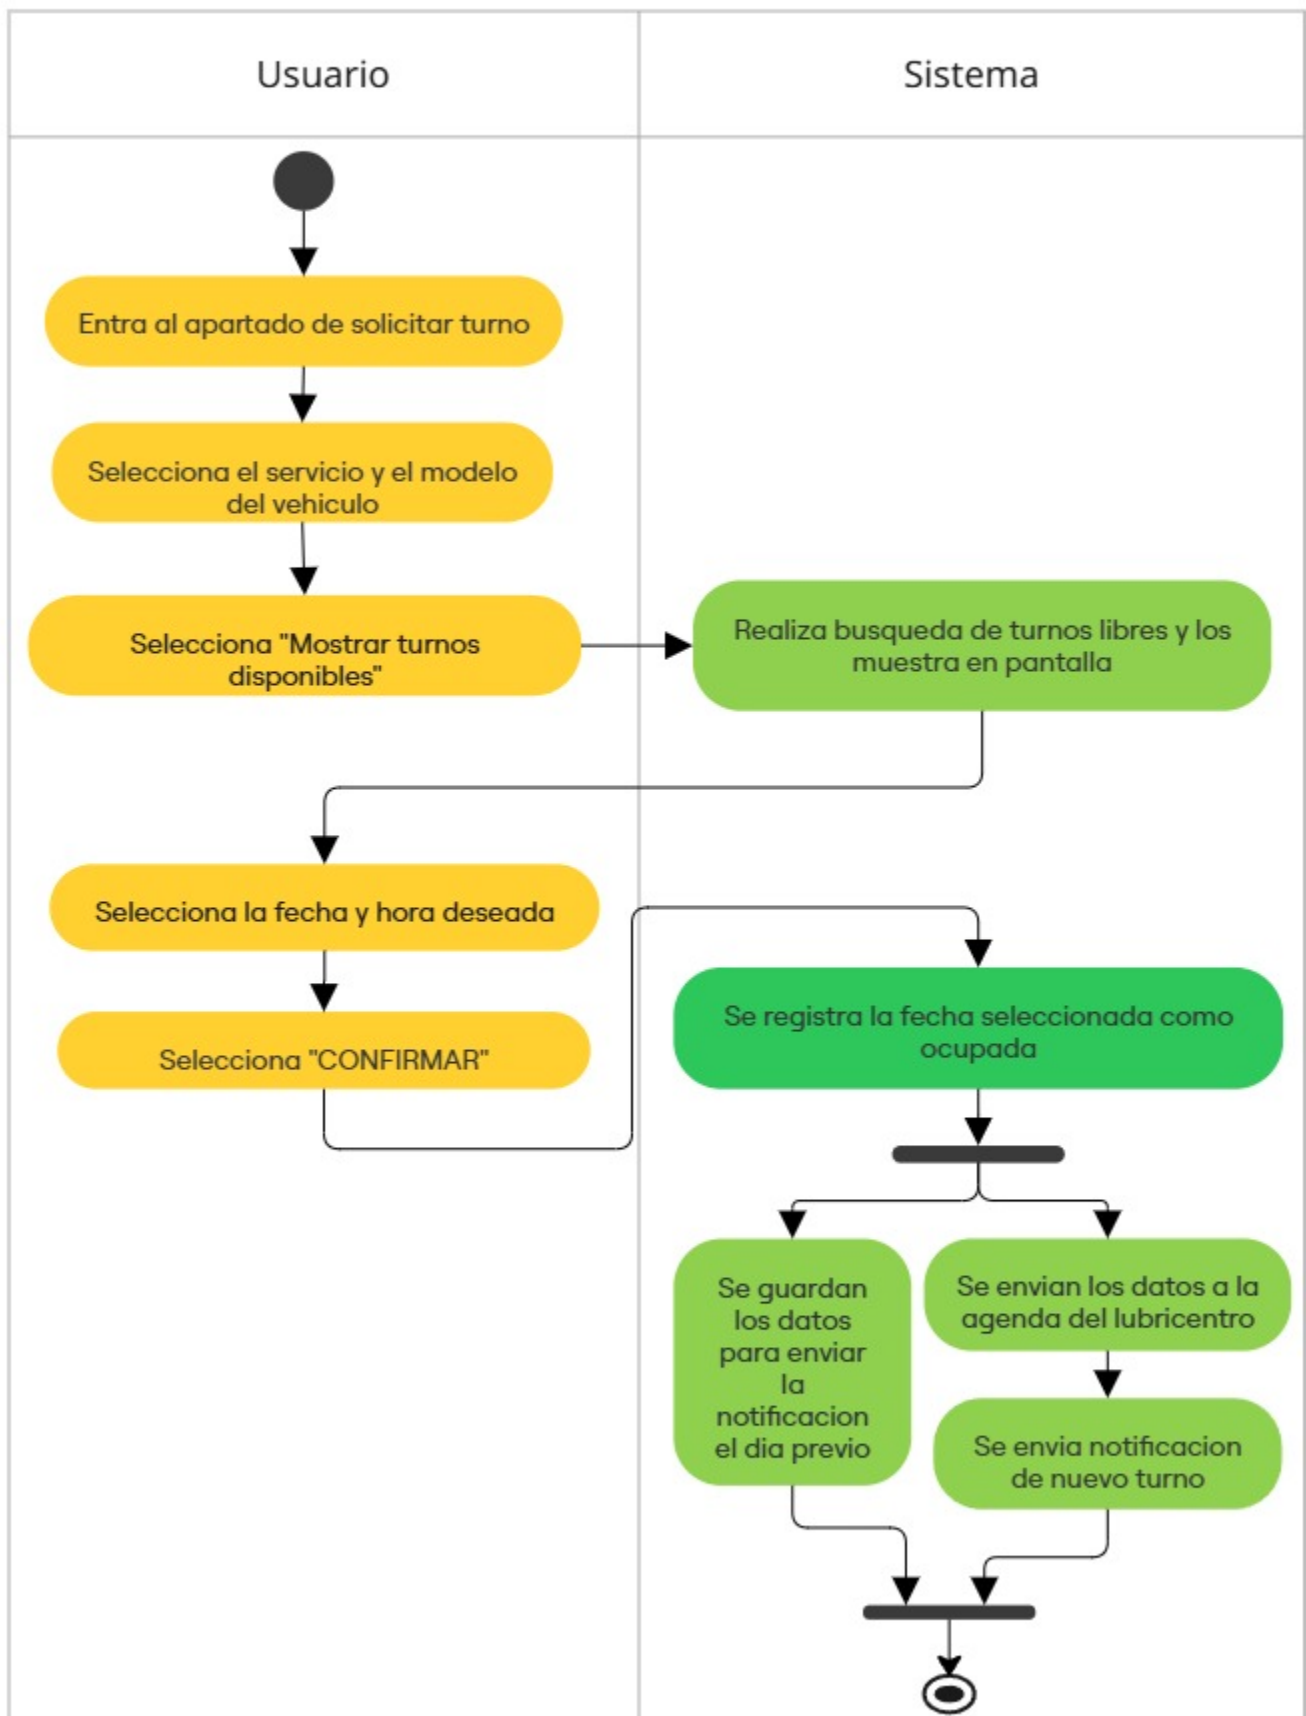 Usuario
Sistema
Entra al apartado de solicitar turno
Selecciona el servicio y el modelo
del vehiculo
Selecciona "Mostrar turnos
disponibles"
Realiza busqueda de turnos libres y los
muestra en pantalla
Selecciona la fecha y hora deseada
Selecciona "CONFIRMAR"
Se registra la fecha seleccionada como
ocupada
Se guardan
los datos
para enviar
la
notificacion
el dia previo
Se envian los datos a la
agenda del lubricentro
Se envia notificacion
de nuevo turno